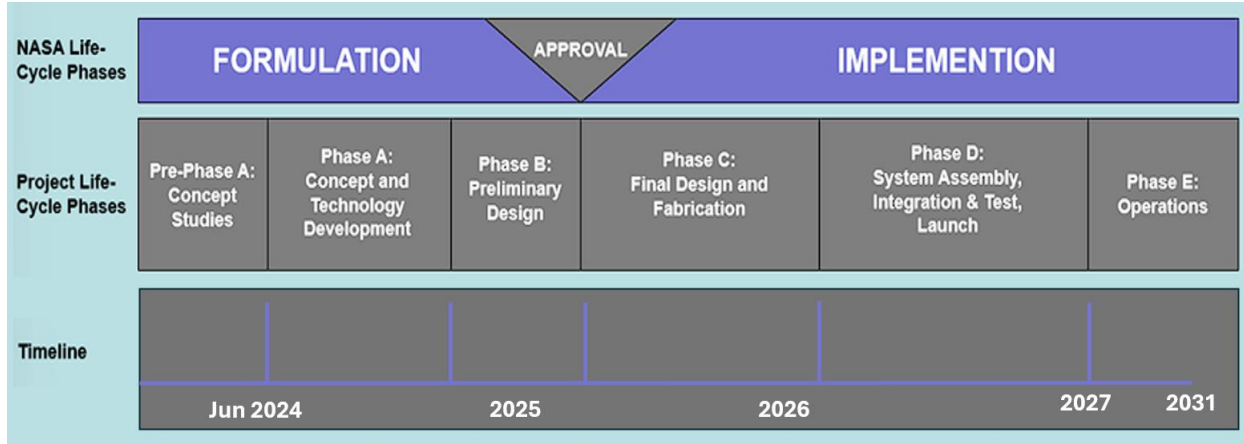 NASA Life-
Cycle Phases
FORMULATION
APPROVAL
IMPLEMENTION
Project Life-
Cycle Phases
Pre-Phase A:
Concept
Studies
Phase A:
Concept and
Technology
Development
Phase B:
Preliminary
Design
Phase C:
Final Design and
Fabrication
Phase D:
System Assembly,
Integration & Test,
Launch
Phase E:
Operations
Timeline
Jun 2024
2025
2026
2027
2031